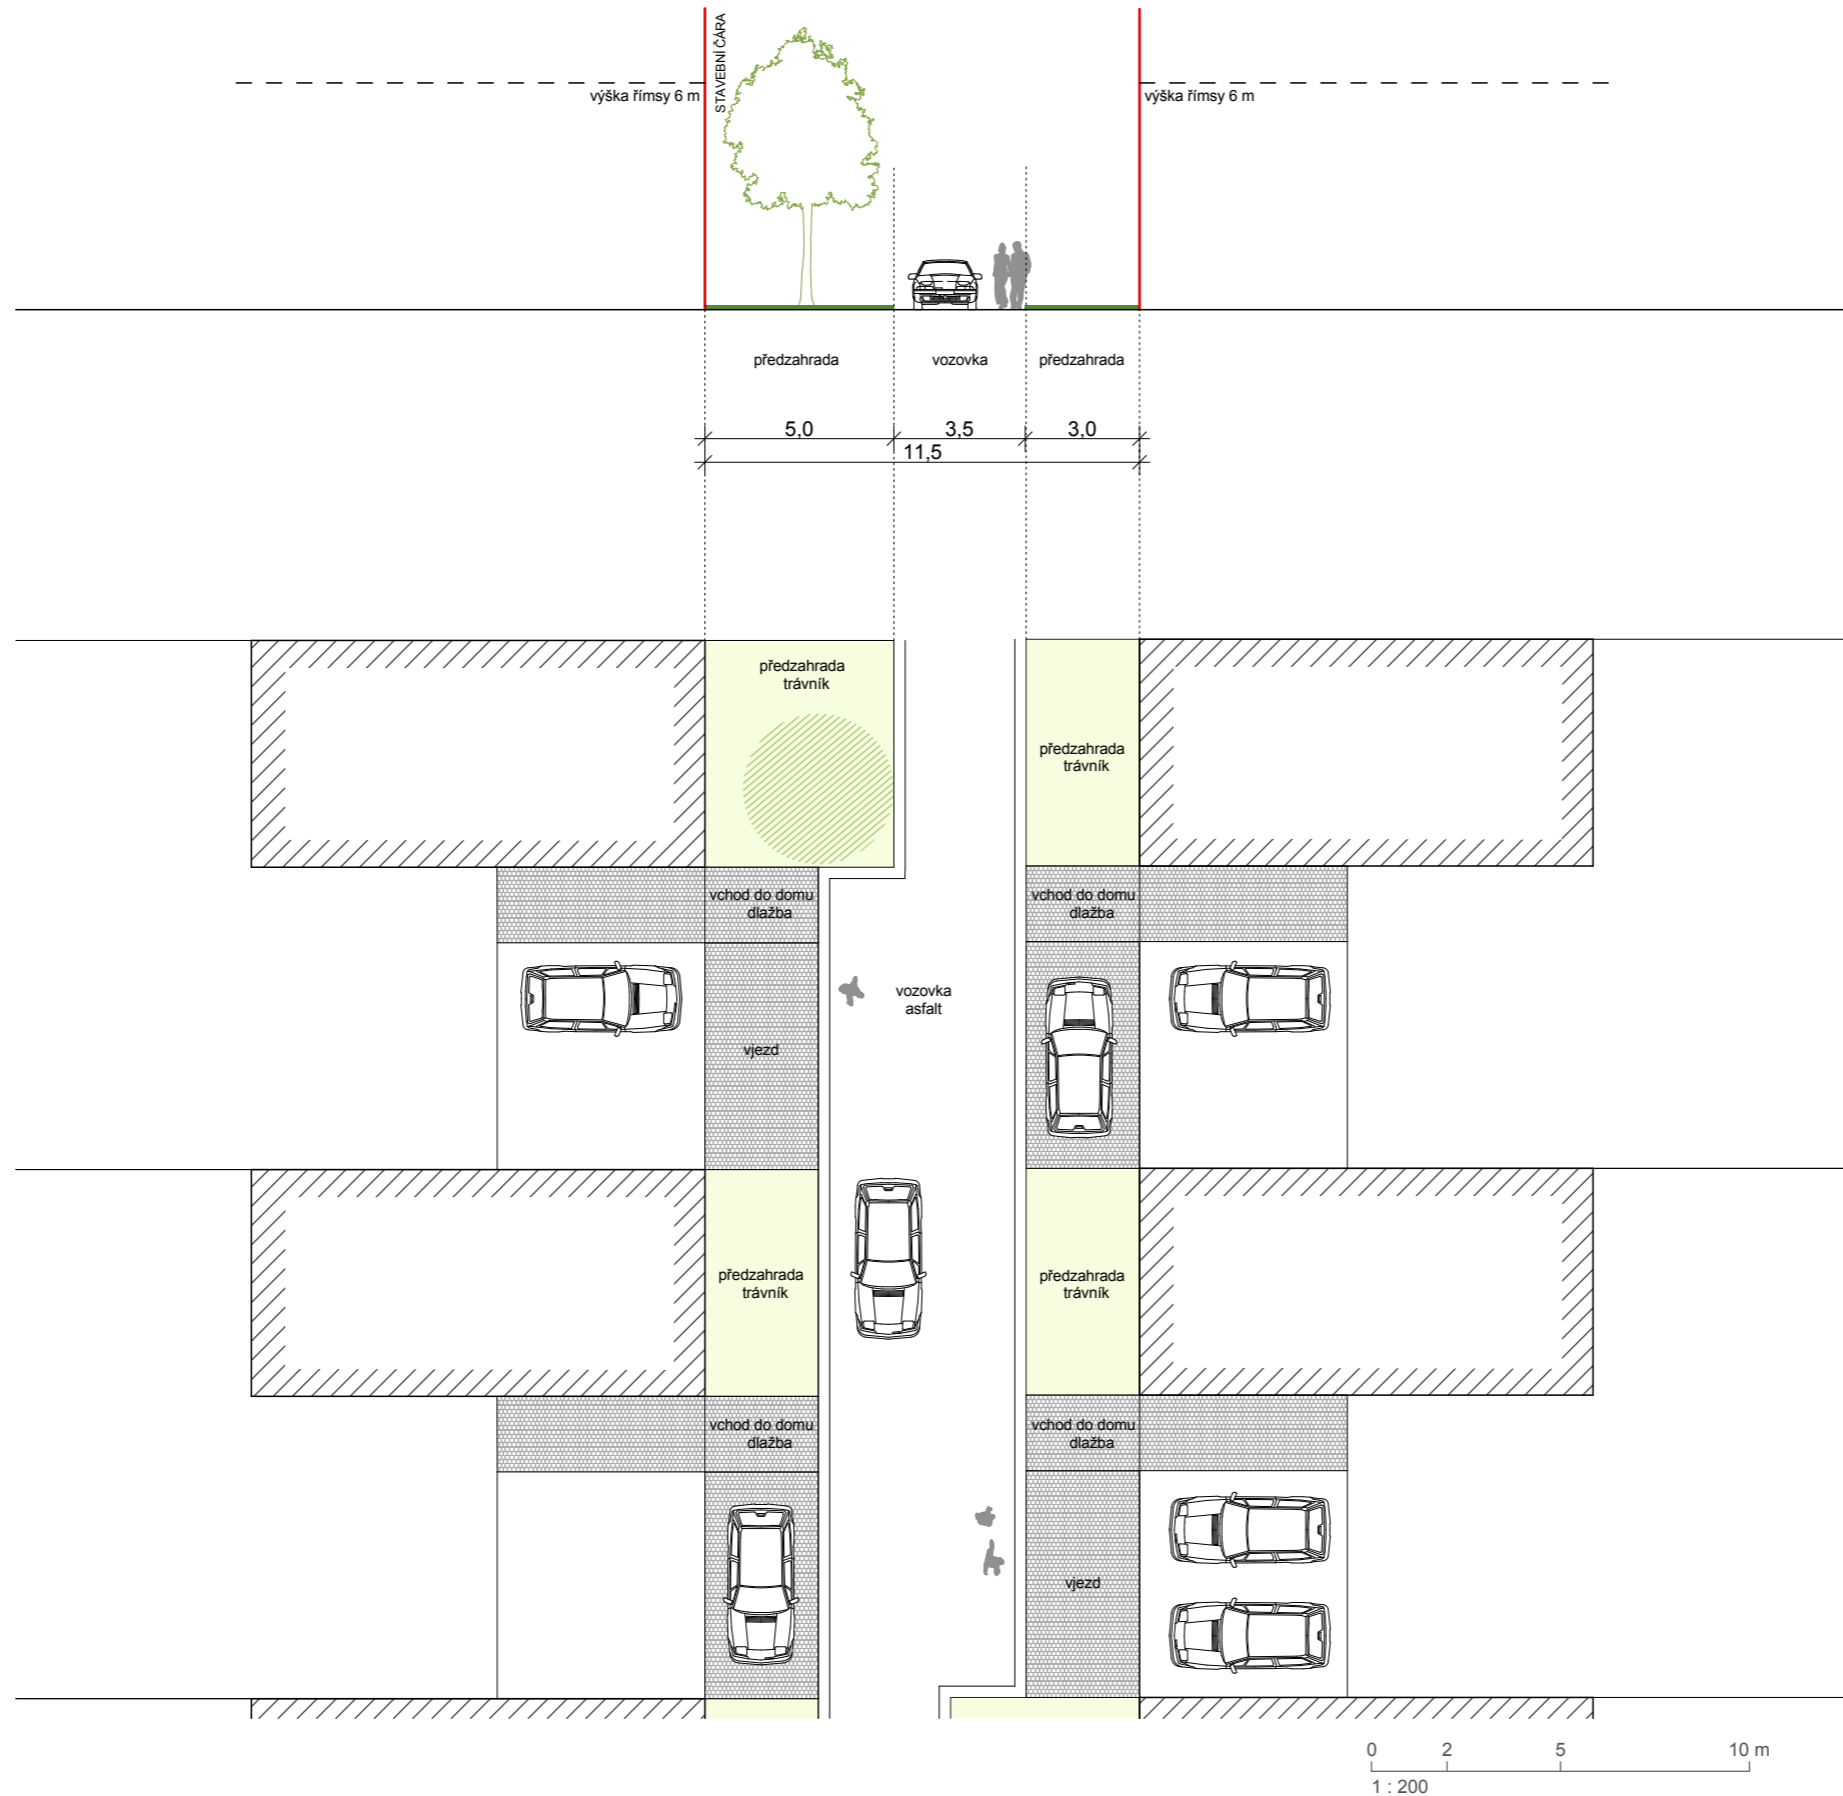 STAVEBNÍ ČÁRA
výška římsy 6 m
výška římsy 6 m
předzahrada
vozovka
předzahrada
5,0
3,5
3,0
11,5
předzahrada
trávník
předzahrada
trávník
vchod do domu
dlažba
vchod do domu
dlažba
vozovka
asfalt
vjezd
předzahrada
trávník
předzahrada
trávník
vchod do domu
dlažba
vchod do domu
dlažba
vjezd
0 2 5 10 m
1 : 200